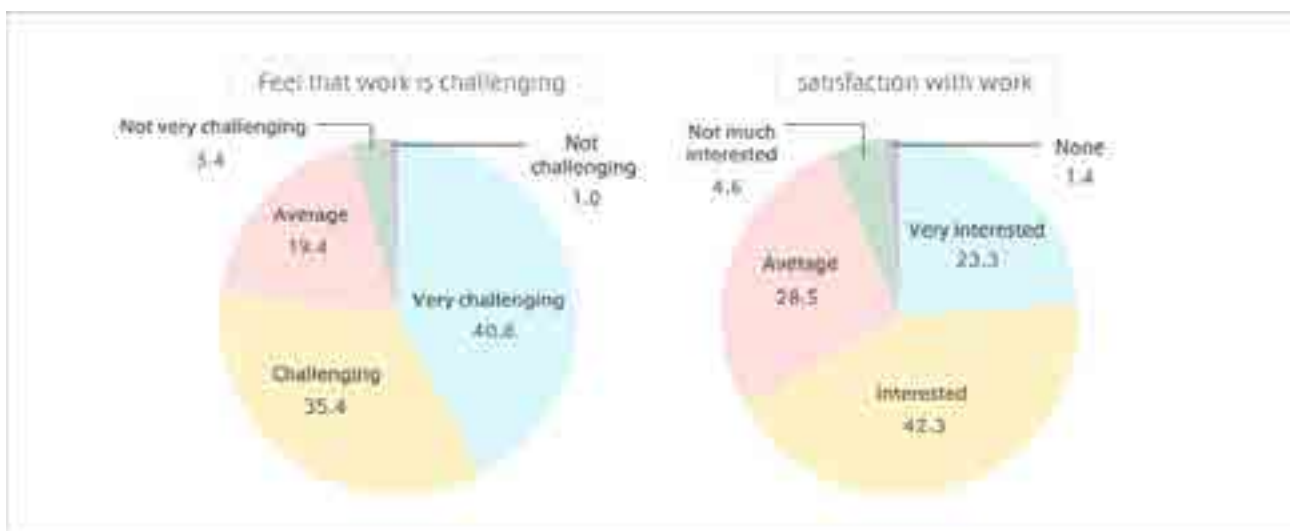 Feel that work is challenging
Not very challenging
3.4
Not
challenging
1.0
Average
19.4
Very challenging
40.8
Challenging
35.4
satisfaction with work
Not much
interested
4.6
None
1.4
Very interested
23.3
Average
28.5
Interested
42.3